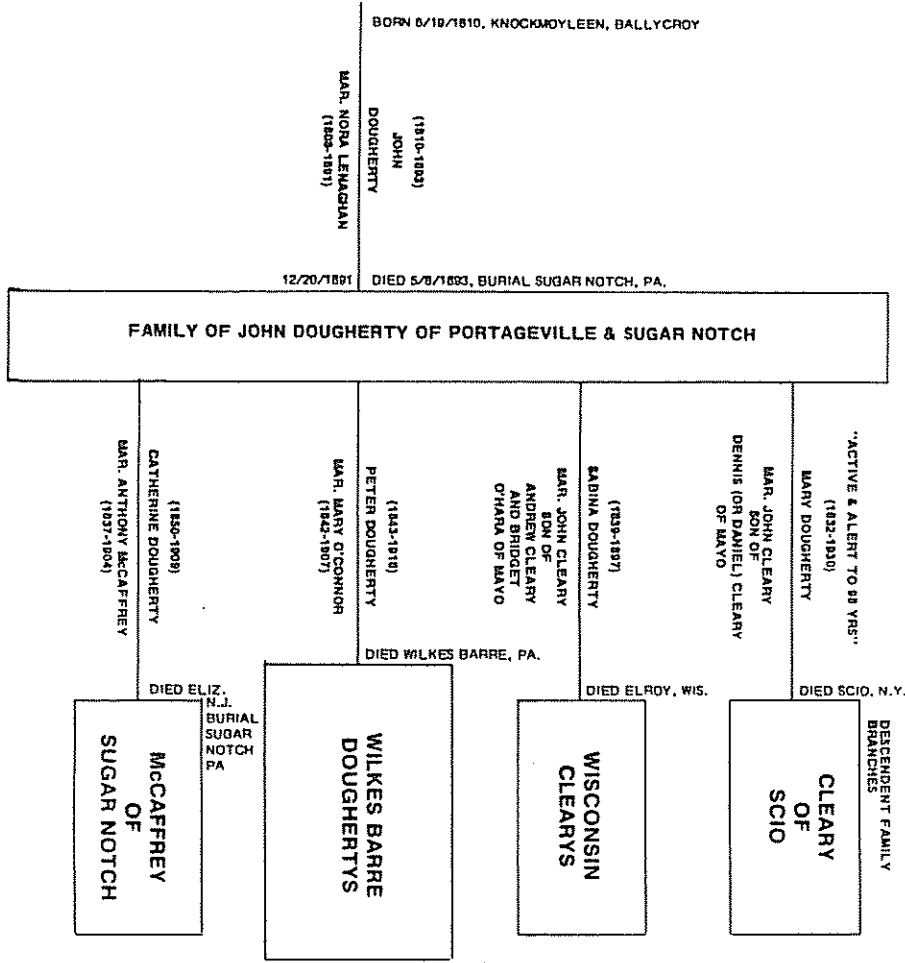 BORN 6/19/1810, KNOCKMOYLEEN, BALLYCROY
(1810-1893)
JOHN
DOUGHERTY
MAR. NORA LENAGHAN
(1808-1891)
12/20/1891
DIED 5/8/1893, BURIAL SUGAR NOTCH, PA.
FAMILY OF JOHN DOUGHERTY OF PORTAGEVILLE & SUGAR NOTCH
"ACTIVE & ALERT TO 98 YRS"
(1832-1930)
MARY DOUGHERTY
MAR. JOHN CLEARY
SON OF
DENNIS (OR DANIEL) CLEARY
OF MAYO
(1839-1897)
SABINA DOUGHERTY
MAR. JOHN CLEARY
SON OF
ANDREW CLEARY
AND BRIDGET
O'HARA OF MAYO
(1843-1918)
PETER DOUGHERTY
MAR. MARY O'CONNOR
(1842-1907)
(1850-1909)
CATHERINE DOUGHERTY
MAR. ANTHONY McCAFFREY
(1837-1904)
DIED SCIO, N.Y.
DIED ELROY, WIS.
DIED WILKES BARRE, PA.
DIED ELIZ.
N.J.
BURIAL
SUGAR
NOTCH
PA
DESCENDENT FAMILY
BRANCHES
CLEARY
OF
SCIO
WISCONSIN
CLEARYS
WILKES BARRE
DOUGHERTYS
McCAFFREY
OF
SUGAR NOTCH